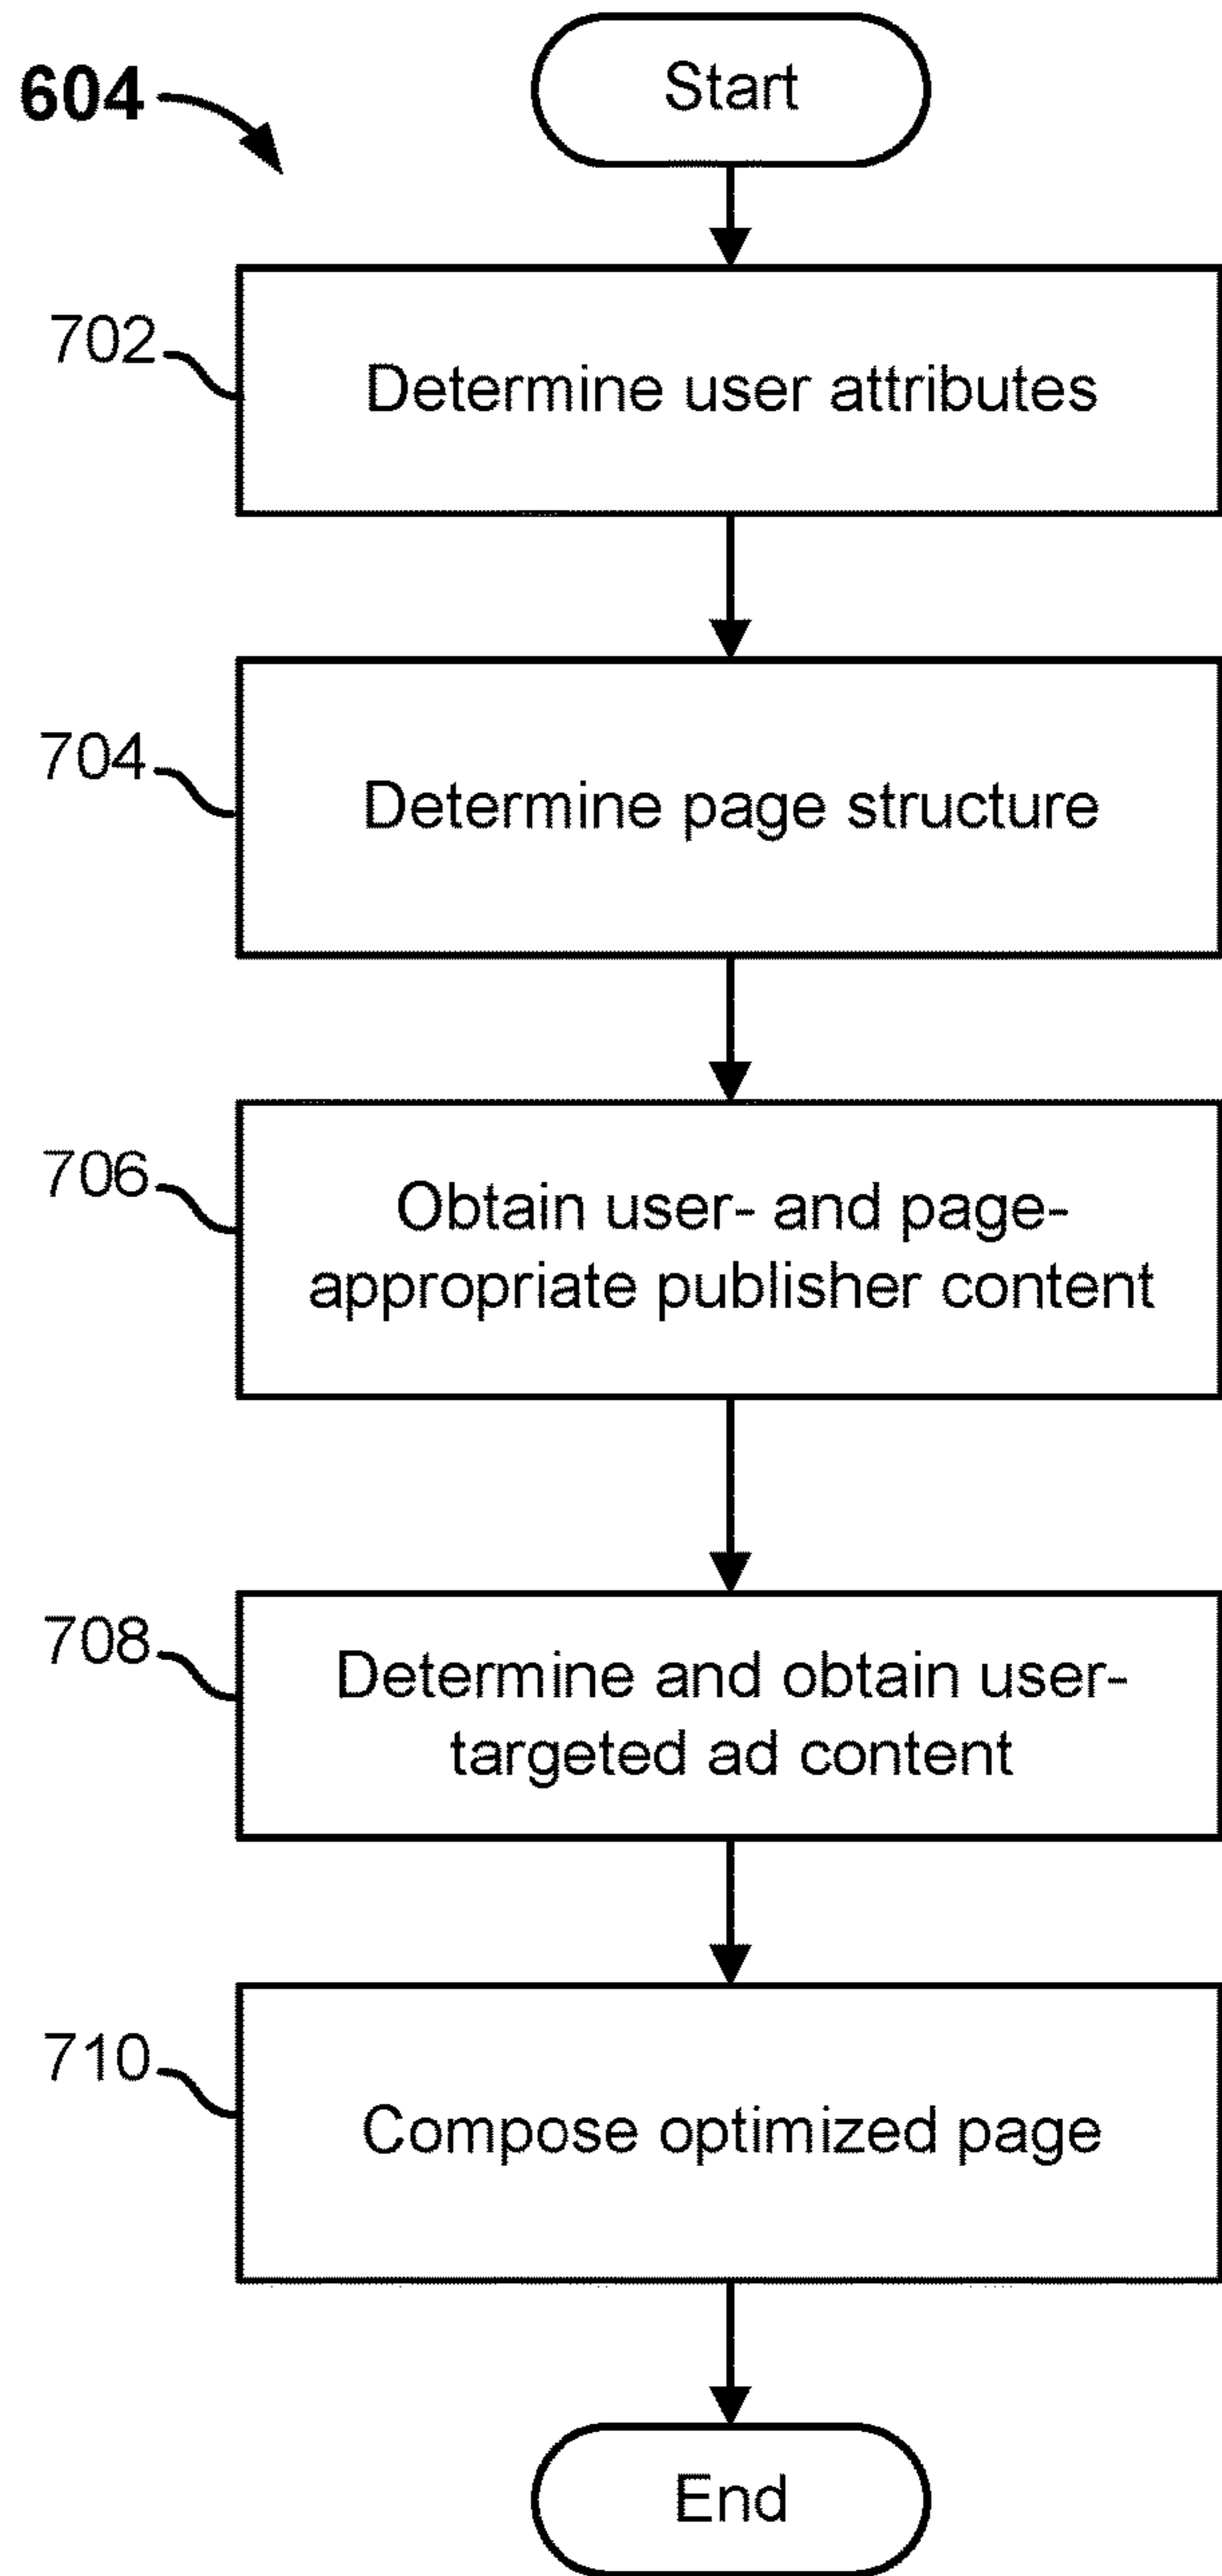 604
Start
702
Determine user attributes
704
Determine page structure
706
Obtain user- and page-
appropriate publisher content
708
Determine and obtain user-
targeted ad content
710
Compose optimized page
End